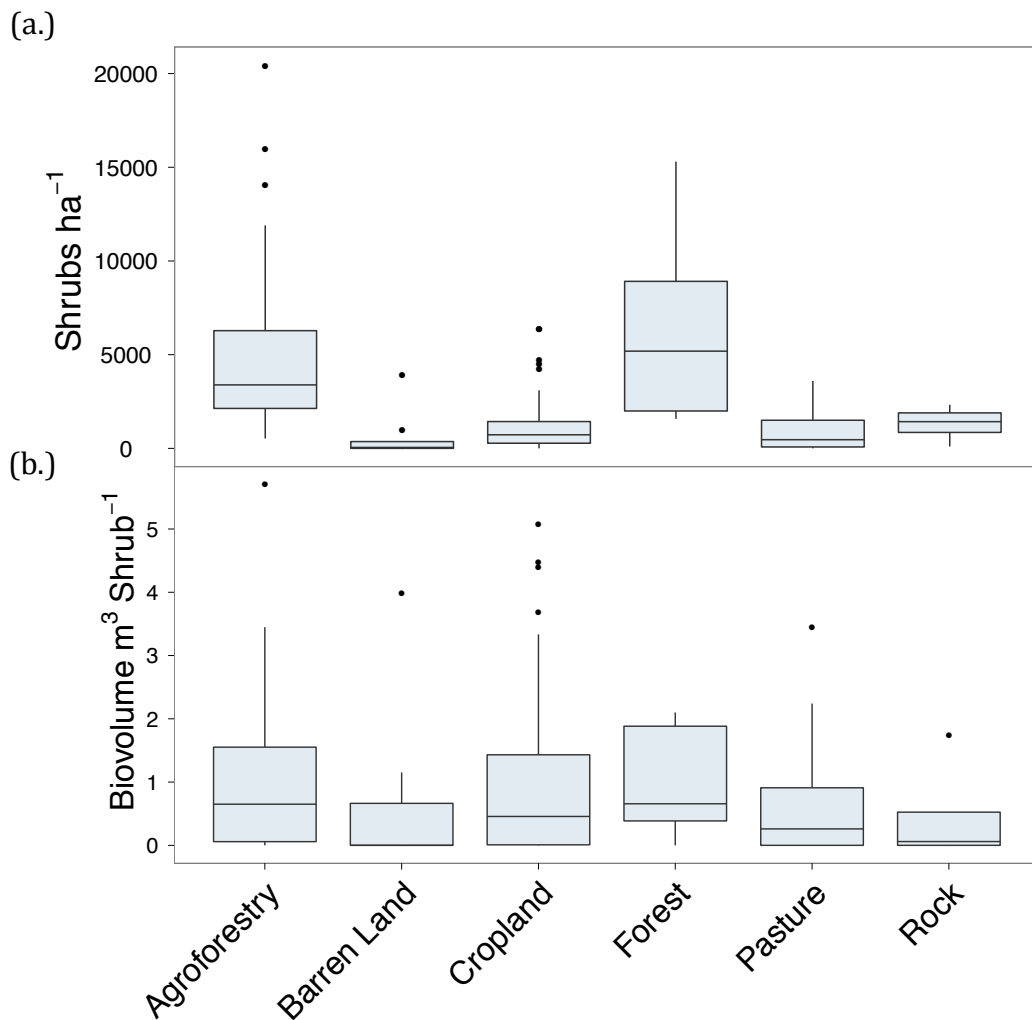 (a.)
Shrubs ha⁻¹
20000
15000
10000
5000
0
(b.)
Biovolume m³ Shrub⁻¹
5
4
3
2
1
0
Agroforestry
Barren Land
Cropland
Forest
Pasture
Rock